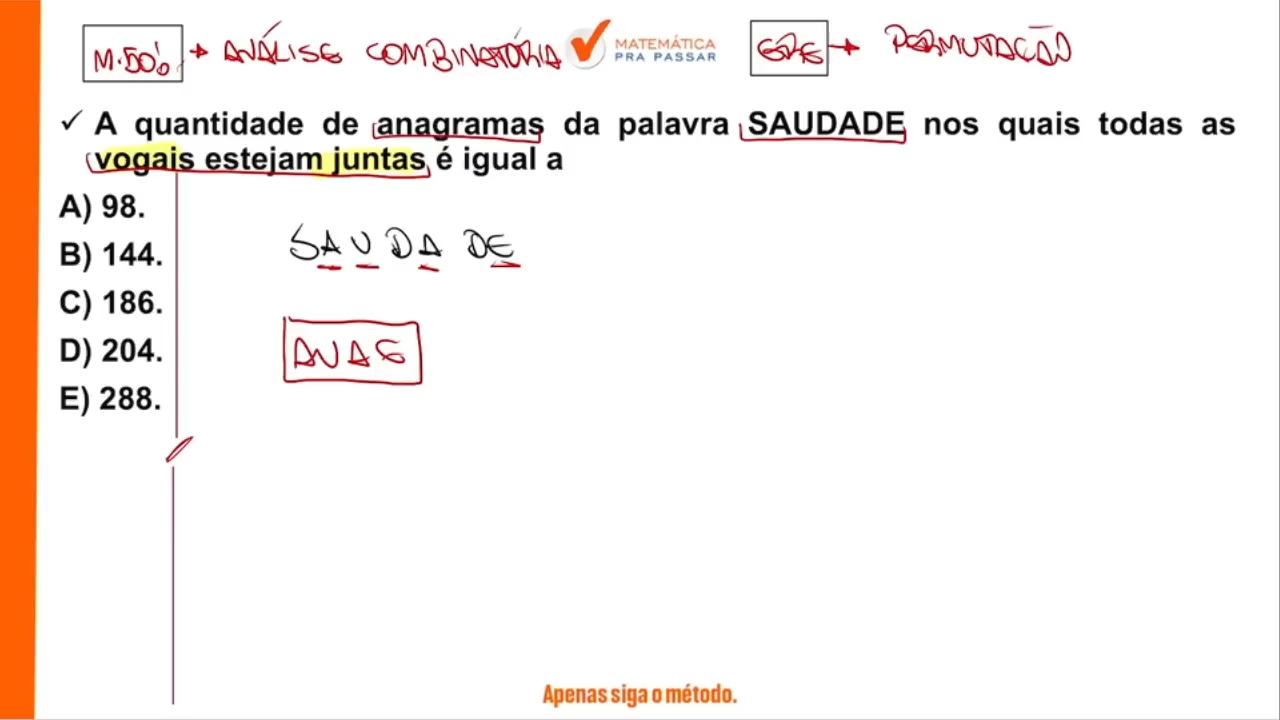 M.50%: → ANÁLISE COMBINATÓRIA MATEMÁTICA PRA PASSAR → PERMUTAÇÃO
✓ A quantidade de anagramas da palavra SAUDADE nos quais todas as
vogais estejam juntas é igual a
A) 98.
B) 144.
C) 186.
D) 204.
E) 288.
SAUDADE
AUAE
Apenas siga o método.